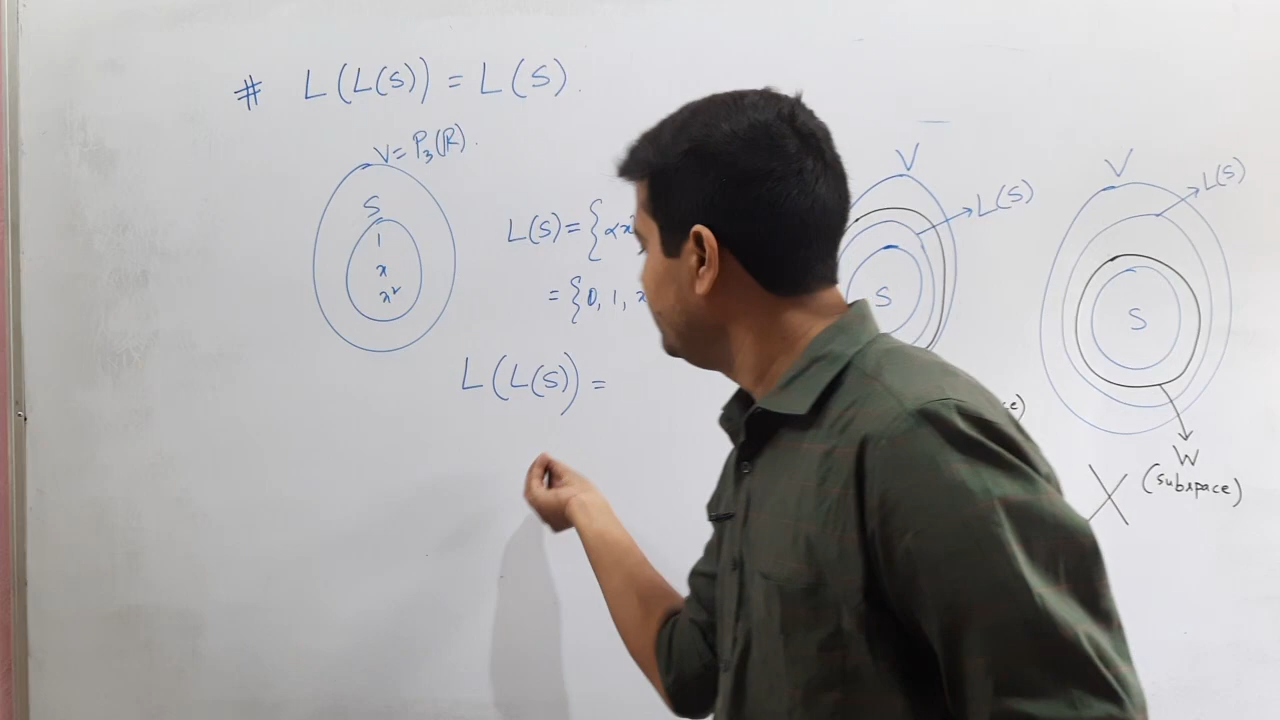 # L(L(S)) = L(S).
V = P₃(ℝ).
S
1
x
x²
L(S) = {αx
= {0, 1, x
L(L(S)) =
V
L(S)
S
V
L(S)
S
W
X (subspace)